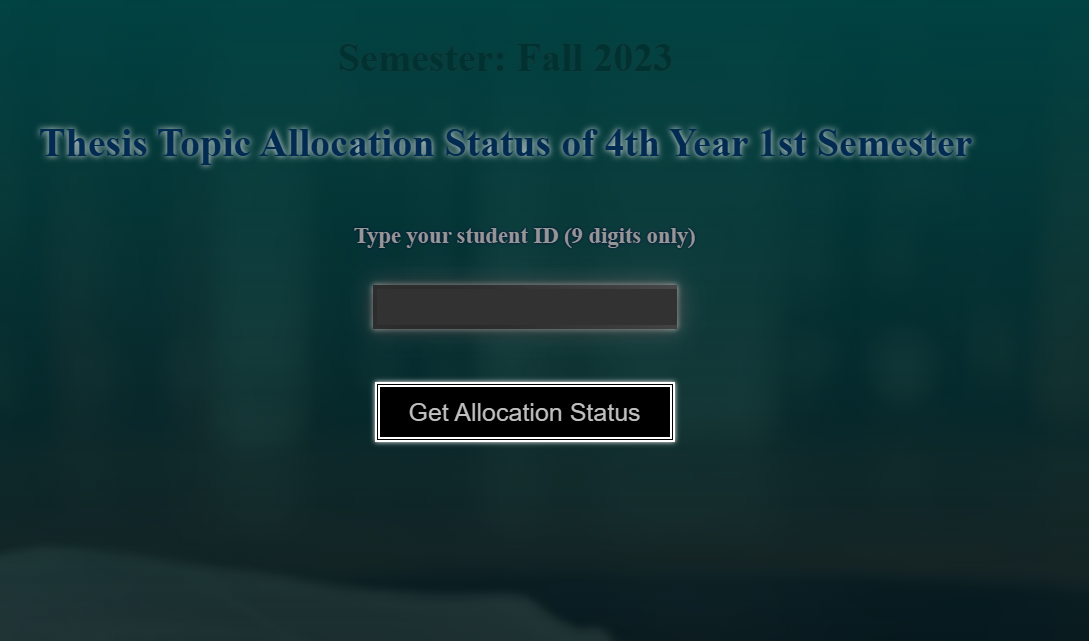 Semester: Fall 2023
Thesis Topic Allocation Status of 4th Year 1st Semester
Type your student ID (9 digits only)
Get Allocation Status